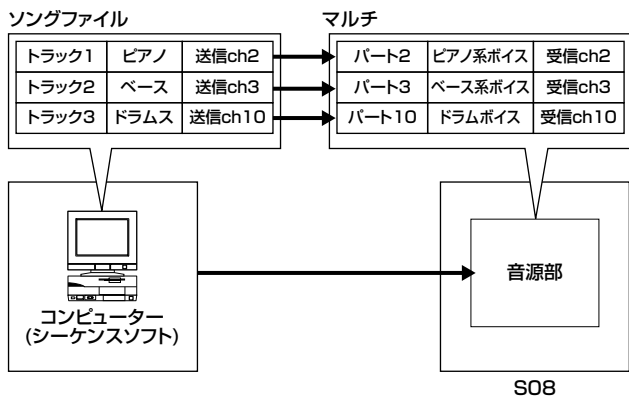 ソングファイル
マルチ
トラック1 ピアノ 送信ch2
パート2 ピアノ系ボイス 受信ch2
トラック2 ベース 送信ch3
パート3 ベース系ボイス 受信ch3
トラック3 ドラムス 送信ch10
パート10 ドラムボイス 受信ch10
音源部
コンピューター
(シーケンスソフト)
S08